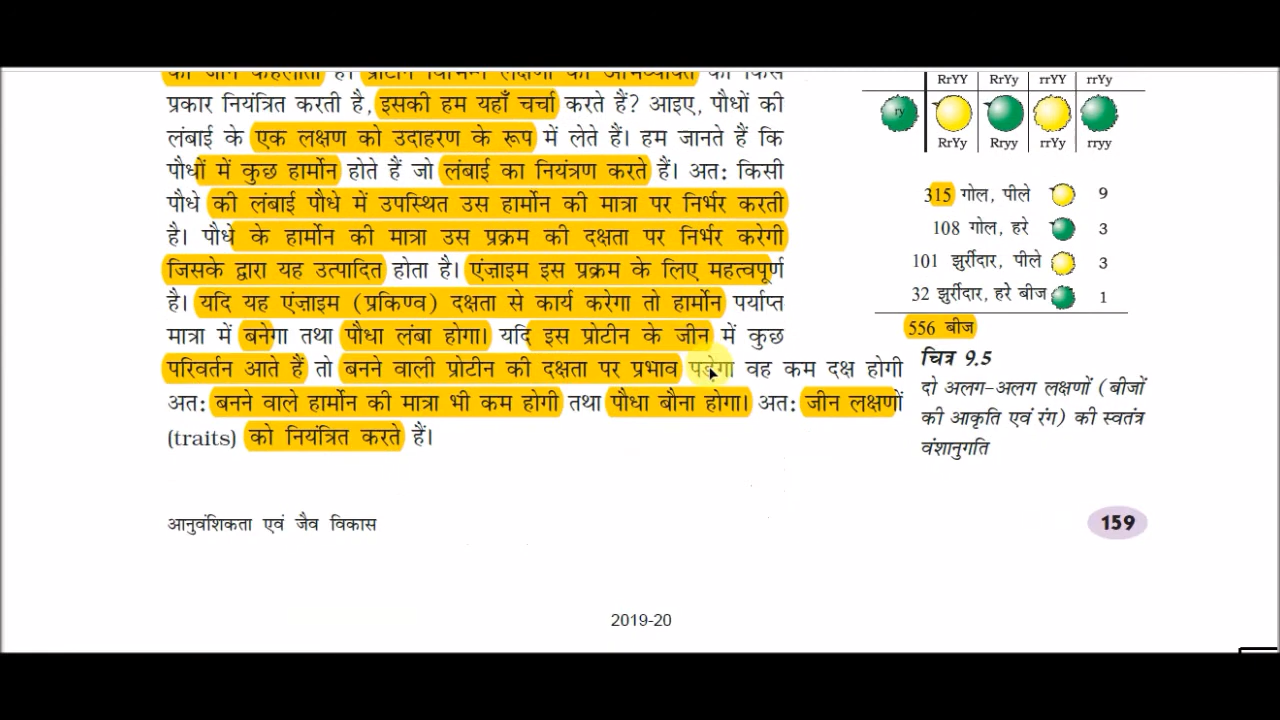 प्रकार नियंत्रित करती है, इसकी हम यहाँ चर्चा करते हैं? आइए, पौधों की
लंबाई के एक लक्षण को उदाहरण के रूप में लेते हैं। हम जानते हैं कि
पौधों में कुछ हार्मोन होते हैं जो लंबाई का नियंत्रण करते हैं। अतः किसी
पौधे की लंबाई पौधे में उपस्थित उस हार्मोन की मात्रा पर निर्भर करती
है। पौधे के हार्मोन की मात्रा उस प्रक्रम की दक्षता पर निर्भर करेगी
जिसके द्वारा यह उत्पादित होता है। एंज़ाइम इस प्रक्रम के लिए महत्वपूर्ण
है। यदि यह एंज़ाइम (प्रकिण्व) दक्षता से कार्य करेगा तो हार्मोन पर्याप्त
मात्रा में बनेगा तथा पौधा लंबा होगा। यदि इस प्रोटीन के जीन में कुछ
परिवर्तन आते हैं तो बनने वाली प्रोटीन की दक्षता पर प्रभाव पड़ेगा वह कम दक्ष होगी
अतः बनने वाले हार्मोन की मात्रा भी कम होगी तथा पौधा बौना होगा। अतः जीन लक्षणों
(traits) को नियंत्रित करते हैं।
RrYY RrYy rrYY rrYy
ry
RrYy Rryy rrYy rryy
315 गोल, पीले 9
108 गोल, हरे 3
101 झुर्रीदार, पीले 3
32 झुर्रीदार, हरे बीज 1
556 बीज
चित्र 9.5
दो अलग-अलग लक्षणों (बीजों
की आकृति एवं रंग) की स्वतंत्र
वंशानुगति
आनुवंशिकता एवं जैव विकास
159
2019-20